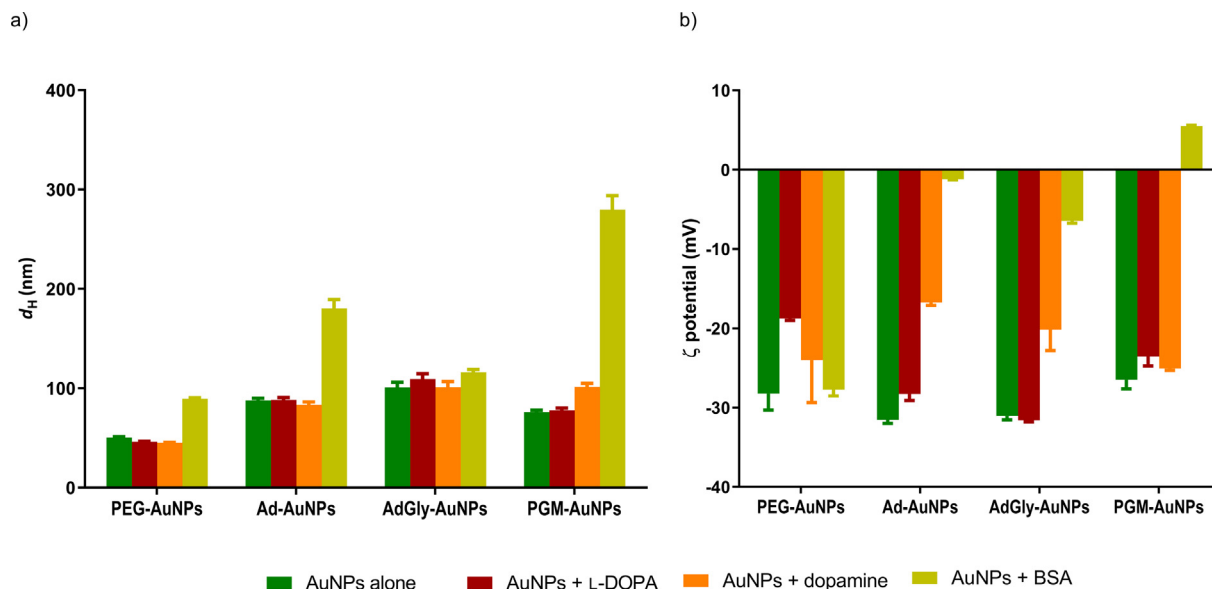 a)
b)
400
300
200
100
0
d_H (nm)
PEG-AuNPs Ad-AuNPs AdGly-AuNPs PGM-AuNPs
10
0
-10
-20
-30
-40
ζ potential (mV)
PEG-AuNPs Ad-AuNPs AdGly-AuNPs PGM-AuNPs
AuNPs alone AuNPs + L-DOPA AuNPs + dopamine AuNPs + BSA